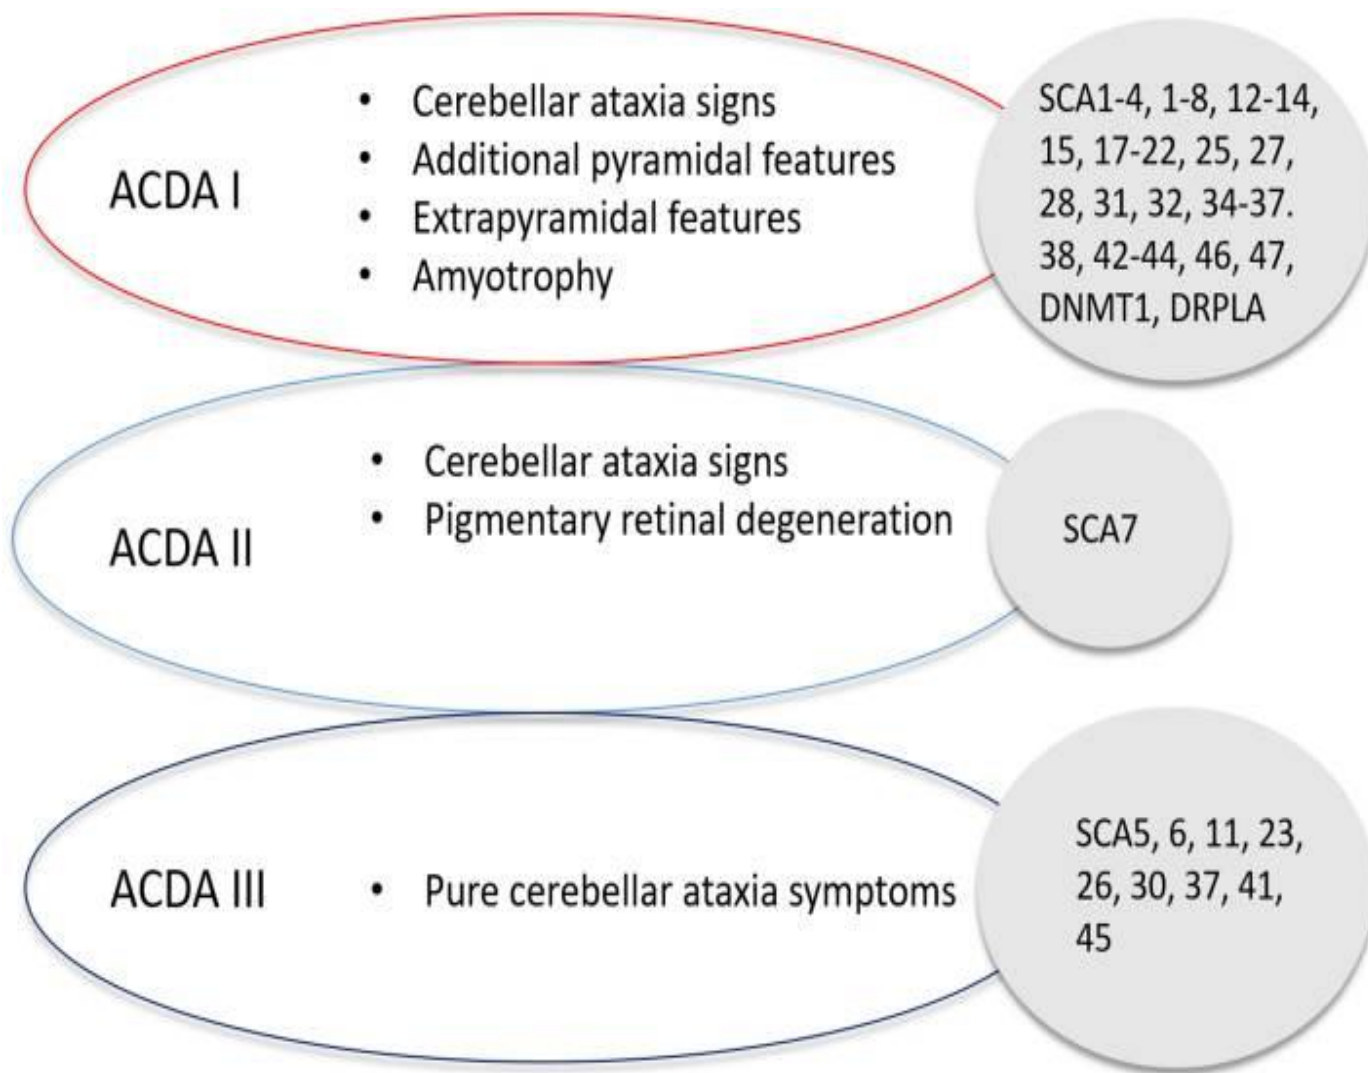 ACDA I
• Cerebellar ataxia signs
• Additional pyramidal features
• Extrapyramidal features
• Amyotrophy
SCA1-4, 1-8, 12-14,
15, 17-22, 25, 27,
28, 31, 32, 34-37.
38, 42-44, 46, 47,
DNMT1, DRPLA
ACDA II
• Cerebellar ataxia signs
• Pigmentary retinal degeneration
SCA7
ACDA III
• Pure cerebellar ataxia symptoms
SCA5, 6, 11, 23,
26, 30, 37, 41,
45